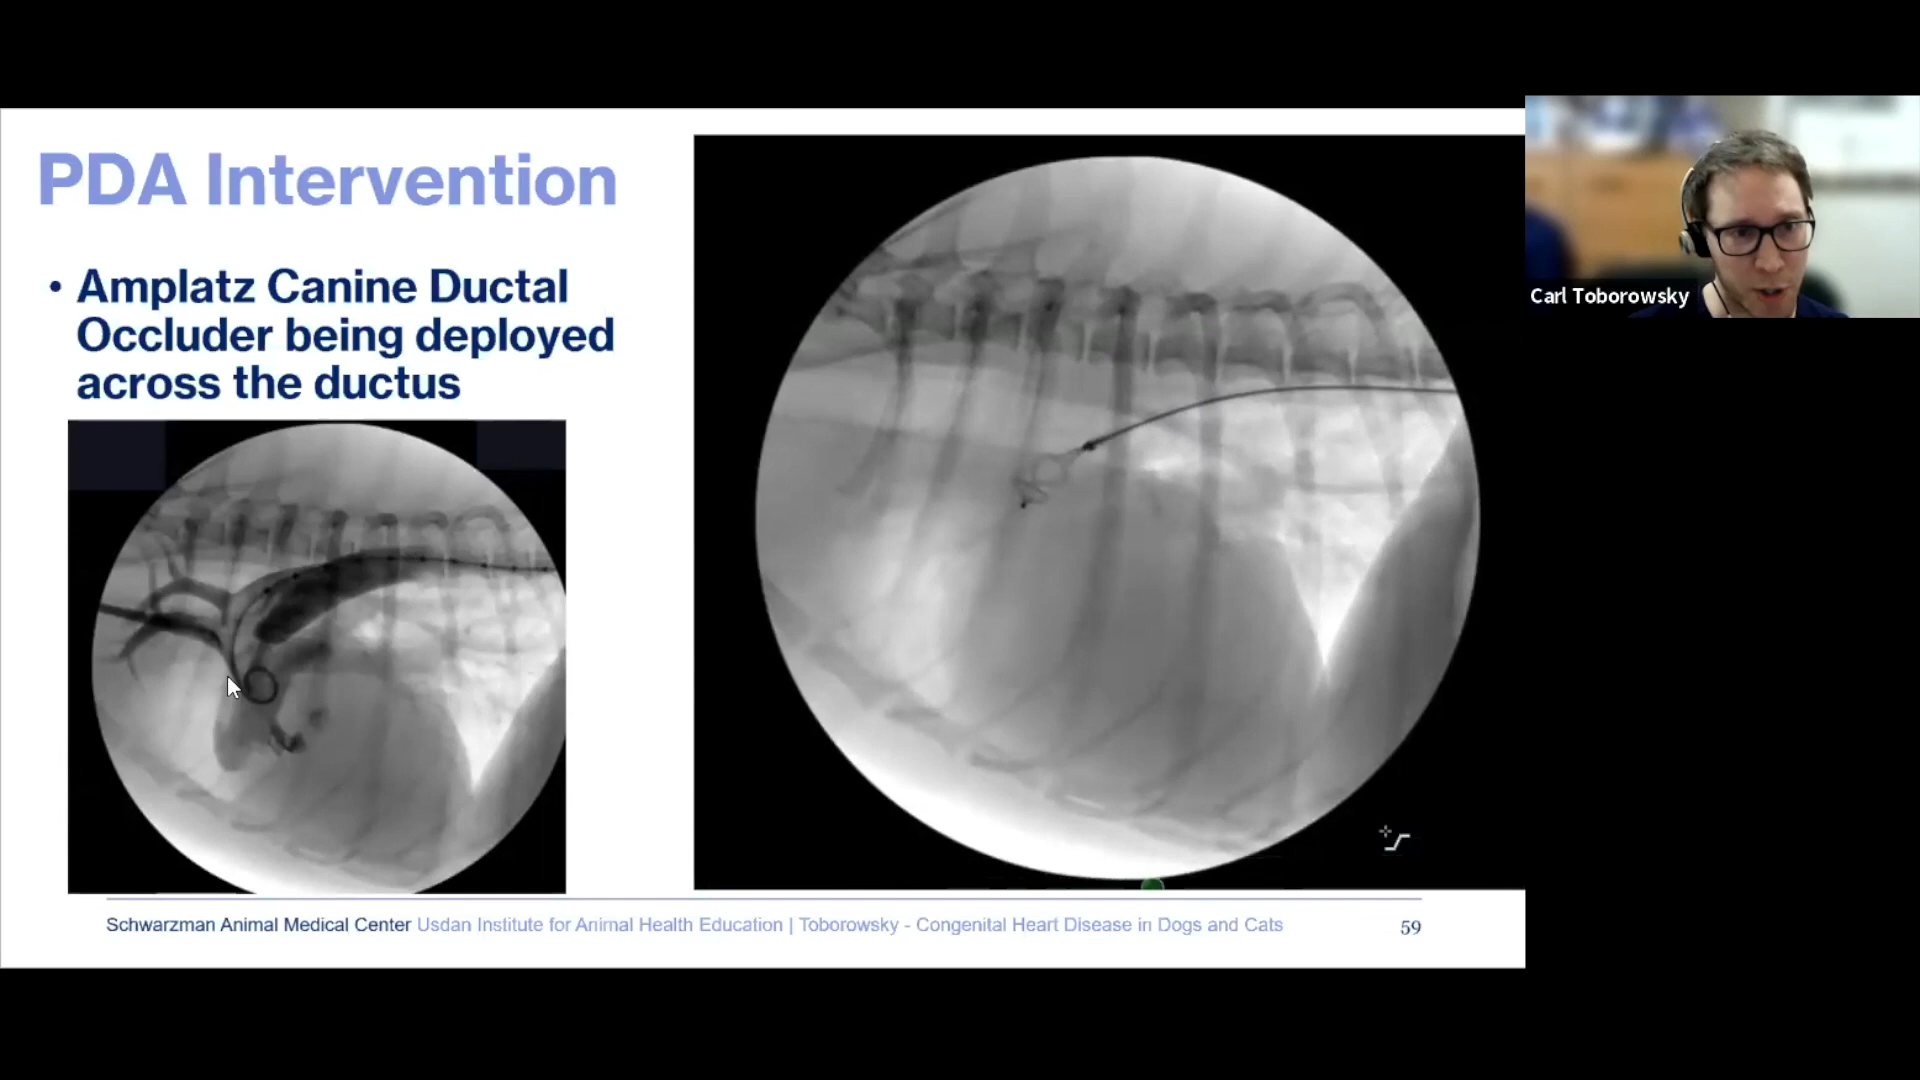 PDA Intervention
• Amplatz Canine Ductal
Occluder being deployed
across the ductus
Carl Toborowsky
Schwarzman Animal Medical Center Usdan Institute for Animal Health Education | Toborowsky - Congenital Heart Disease in Dogs and Cats
59